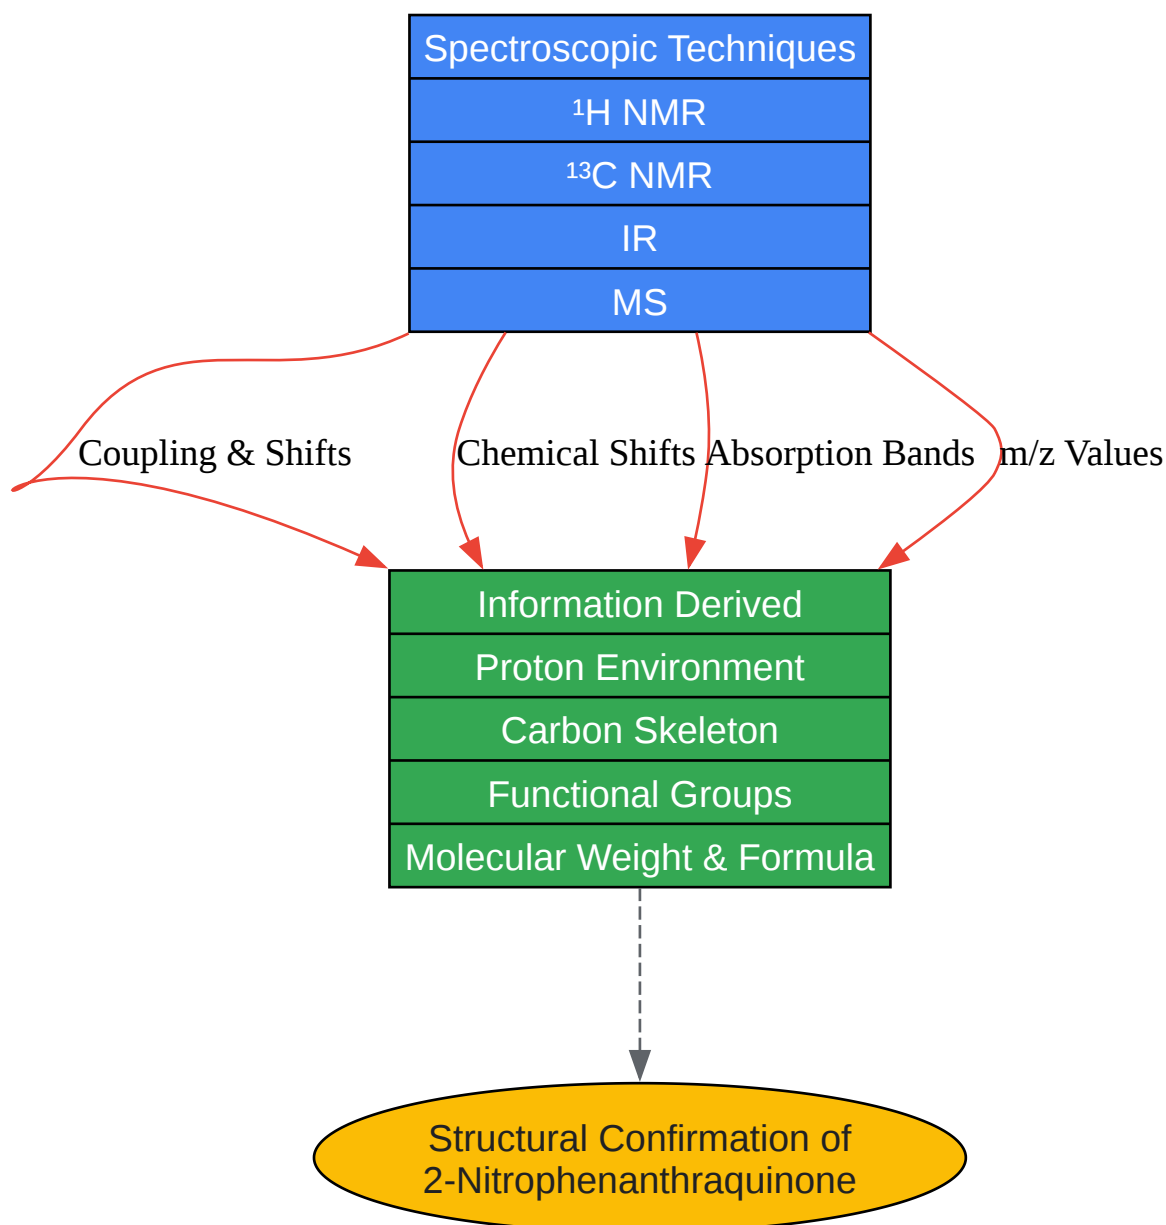 Spectroscopic Techniques
¹H NMR
¹³C NMR
IR
MS
Coupling & Shifts
Chemical Shifts
Absorption Bands
m/z Values
Information Derived
Proton Environment
Carbon Skeleton
Functional Groups
Molecular Weight & Formula
Structural Confirmation of
2-Nitrophenanthraquinone